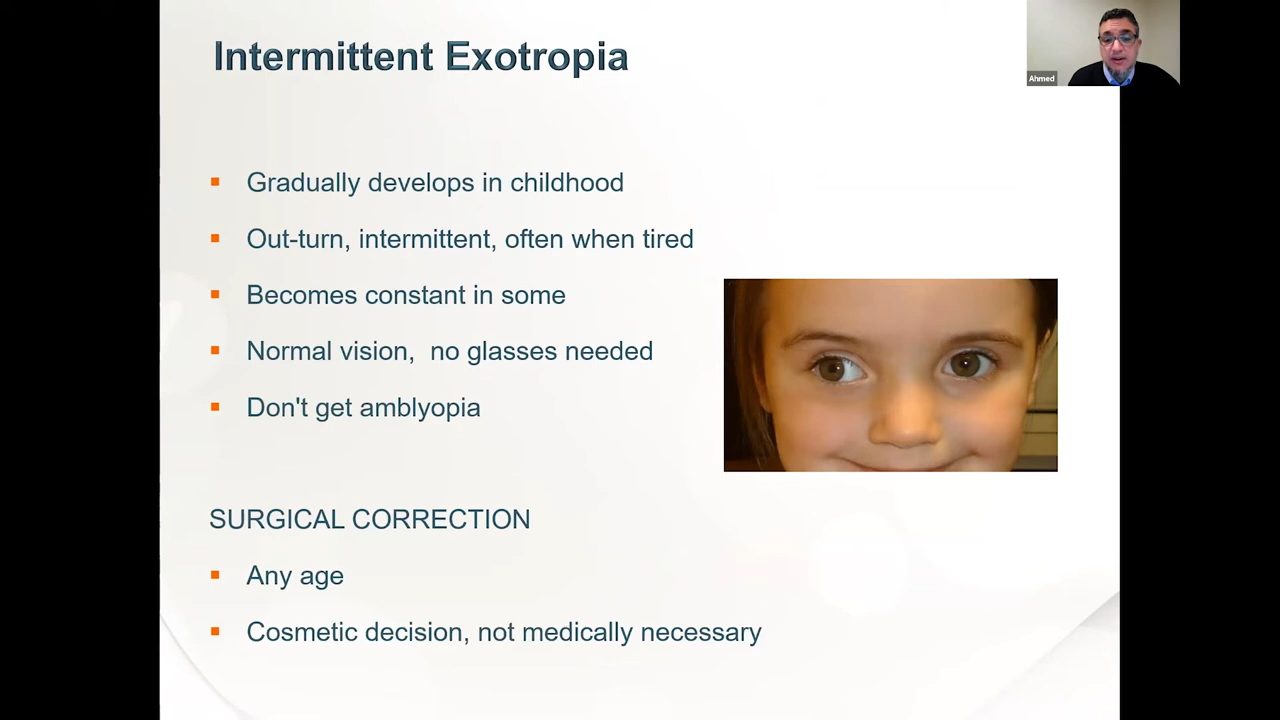 Intermittent Exotropia
Ahmed
▪ Gradually develops in childhood
▪ Out-turn, intermittent, often when tired
▪ Becomes constant in some
▪ Normal vision,  no glasses needed
▪ Don't get amblyopia
SURGICAL CORRECTION
▪ Any age
▪ Cosmetic decision, not medically necessary